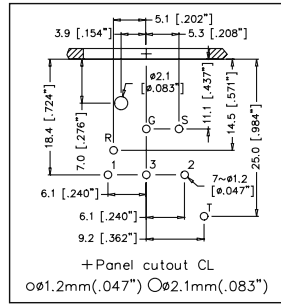 5.1 [.202"]
3.9 [.154"]
5.3 [.208"]
ø2.1
[ø.083"]
18.4 [.724"]
7.0 [.276"]
11.1 [.437"]
14.5 [.571"]
25.0 [.984"]
G
S
R
1
3
2
6.1 [.240"]
7~ø1.2
[ø.047"]
6.1 [.240"]
T
9.2 [.362"]
+Panel cutout CL
oø1.2mm(.047") Oø2.1mm(.083")